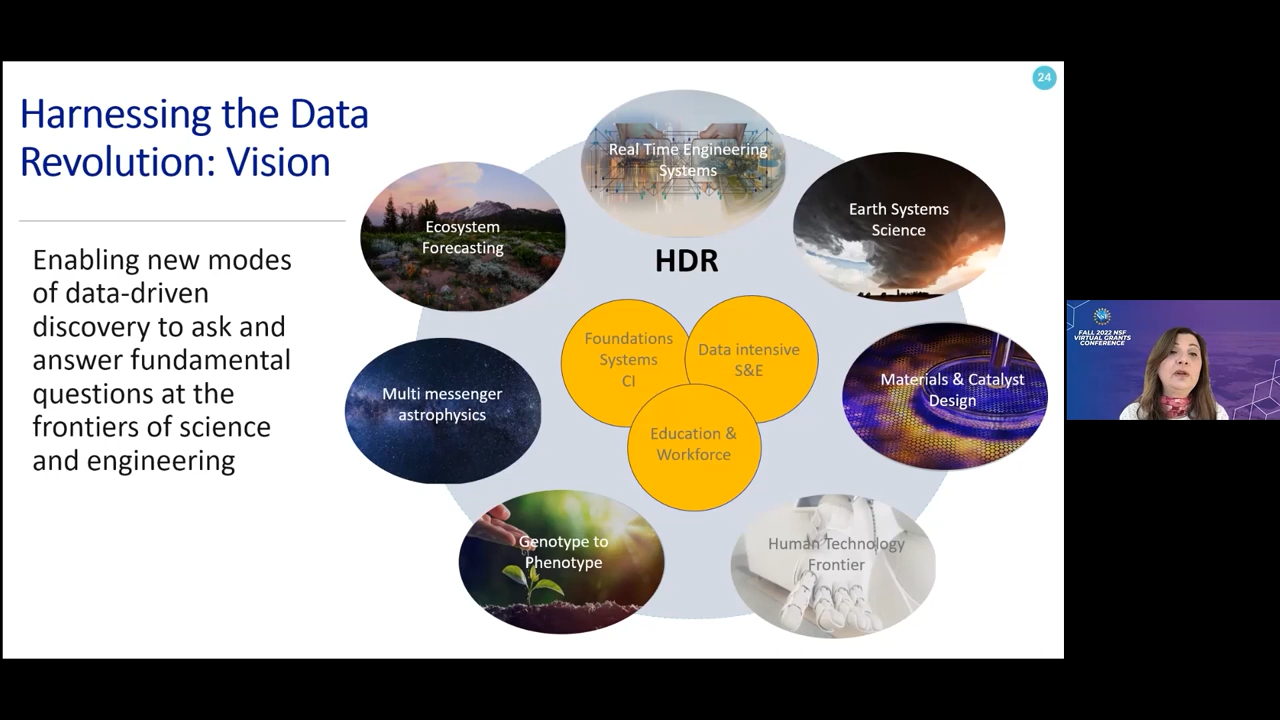 24
Harnessing the Data
Revolution: Vision
Enabling new modes
of data-driven
discovery to ask and
answer fundamental
questions at the
frontiers of science
and engineering
Real Time Engineering
Systems
Ecosystem
Forecasting
Earth Systems
Science
HDR
Foundations
Systems
CI
Data intensive
S&E
Education &
Workforce
Multi messenger
astrophysics
Materials & Catalyst
Design
Genotype to
Phenotype
Human Technology
Frontier
NSF
FALL 2022 NSF
VIRTUAL GRANTS
CONFERENCE